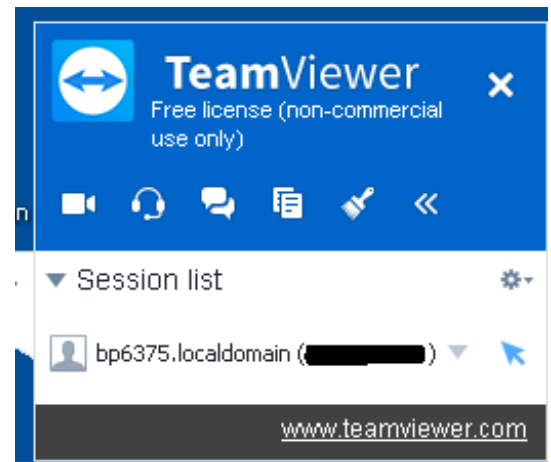 TeamViewer
Free license (non-commercial
use only)
n
Session list
bp6375.localdomain ( )
www.teamviewer.com